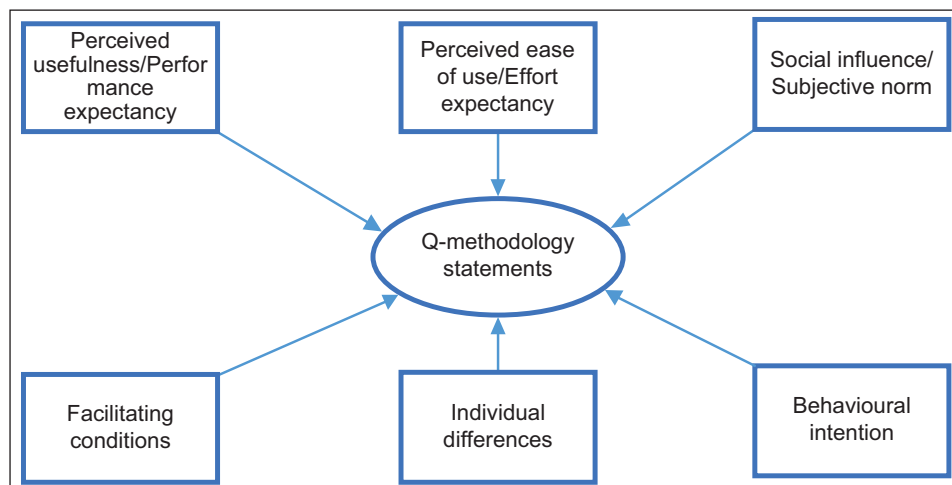 Perceived
usefulness/Perfor
mance expectancy
Perceived ease
of use/Effort
expectancy
Social influence/
Subjective norm
Q-methodology
statements
Facilitating
conditions
Individual
differences
Behavioural
intention